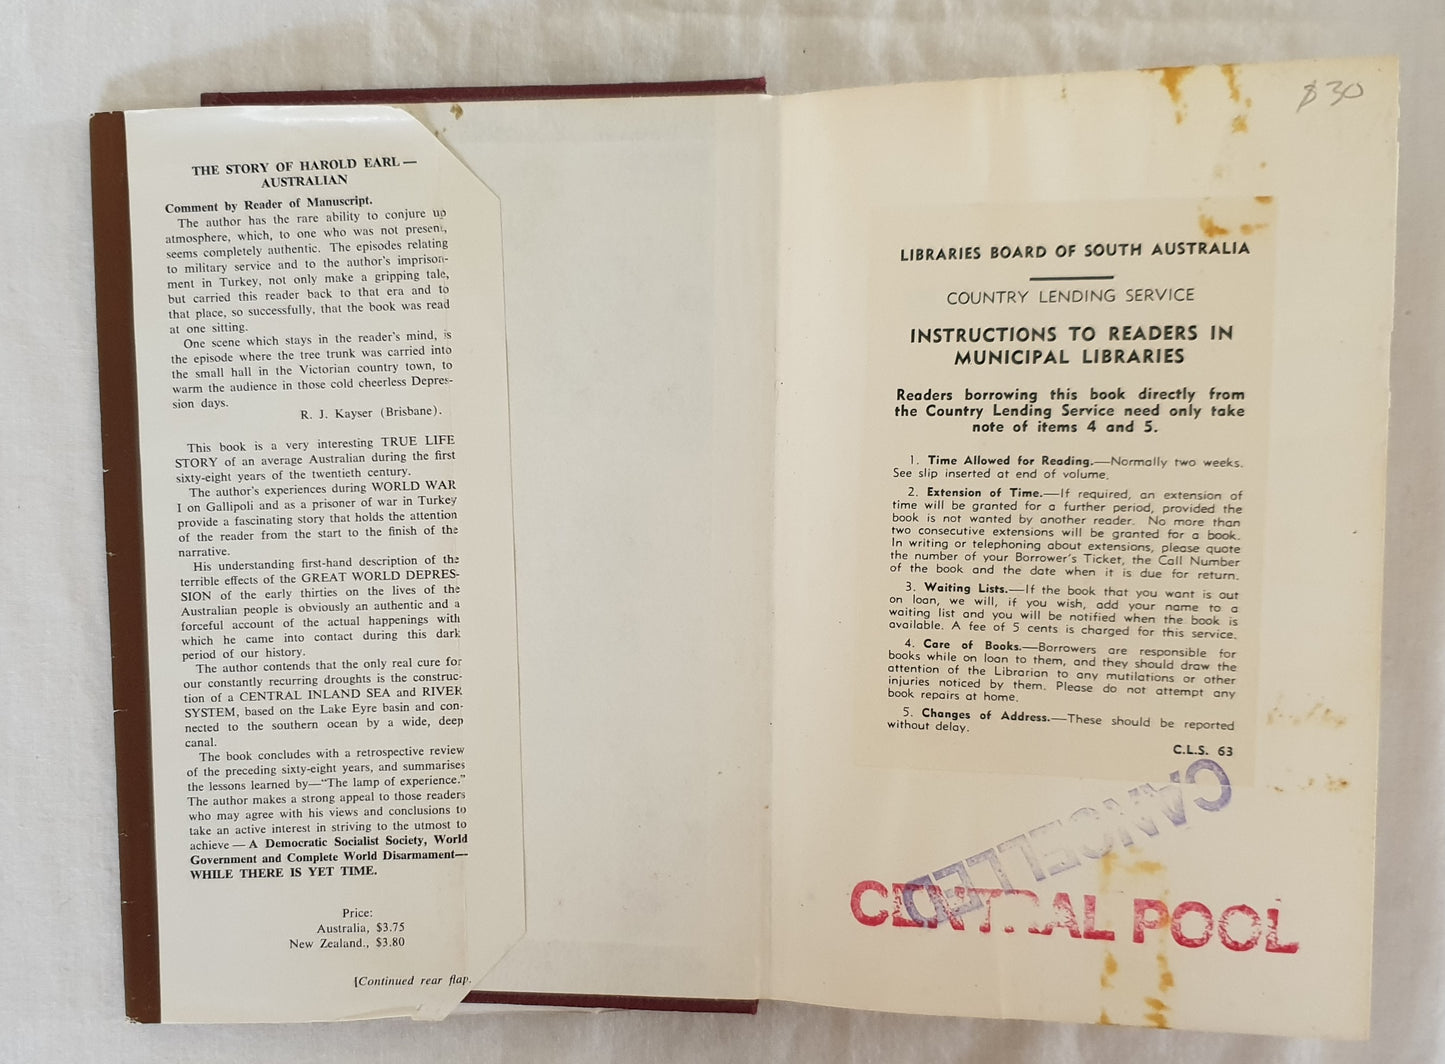 THE STORY OF HAROLD EARL —
AUSTRALIAN
Comment by Reader of Manuscript.
The author has the rare ability to conjure up
atmosphere, which, to one who was not present,
seems completely authentic. The episodes relating
to military service and to the author's imprison-
ment in Turkey, not only make a gripping tale,
but carried this reader back to that era and to
that place, so successfully, that the book was read
at one sitting.
One scene which stays in the reader's mind, is
the episode where the tree trunk was carried into
the small hall in the Victorian country town, to
warm the audience in those cold cheerless Depres-
sion days.
R. J. Kayser (Brisbane).
This book is a very interesting TRUE LIFE
STORY of an average Australian during the first
sixty-eight years of the twentieth century.
The author's experiences during WORLD WAR
I on Gallipoli and as a prisoner of war in Turkey
provide a fascinating story that holds the attention
of the reader from the start to the finish of the
narrative.
His understanding first-hand description of the
terrible effects of the GREAT WORLD DEPRES-
SION of the early thirties on the lives of the
Australian people is obviously an authentic and a
forceful account of the actual happenings with
which he came into contact during this dark
period of our history.
The author contends that the only real cure for
our constantly recurring droughts is the construc-
tion of a CENTRAL INLAND SEA and RIVER
SYSTEM, based on the Lake Eyre basin and con-
nected to the southern ocean by a wide, deep
canal.
The book concludes with a retrospective review
of the preceding sixty-eight years, and summarises
the lessons learned by—"The lamp of experience."
The author makes a strong appeal to those readers
who may agree with his views and conclusions to
take an active interest in striving to the utmost to
achieve — A Democratic Socialist Society, World
Government and Complete World Disarmament—
WHILE THERE IS YET TIME.
Price:
Australia, $3.75
New Zealand., $3.80
[Continued rear flap.
$30
LIBRARIES BOARD OF SOUTH AUSTRALIA
COUNTRY LENDING SERVICE
INSTRUCTIONS TO READERS IN
MUNICIPAL LIBRARIES
Readers borrowing this book directly from
the Country Lending Service need only take
note of items 4 and 5.
1. Time Allowed for Reading.—Normally two weeks.
See slip inserted at end of volume.
2. Extension of Time.—If required, an extension of
time will be granted for a further period, provided the
book is not wanted by another reader. No more than
two consecutive extensions will be granted for a book.
In writing or telephoning about extensions, please quote
the number of your Borrower's Ticket, the Call Number
of the book and the date when it is due for return.
3. Waiting Lists.—If the book that you want is out
on loan, we will, if you wish, add your name to a
waiting list and you will be notified when the book is
available. A fee of 5 cents is charged for this service.
4. Care of Books.—Borrowers are responsible for
books while on loan to them, and they should draw the
attention of the Librarian to any mutilations or other
injuries noticed by them. Please do not attempt any
book repairs at home.
5. Changes of Address.—These should be reported
without delay.
C.L.S. 63
CANCELLED
CENTRAL POOL